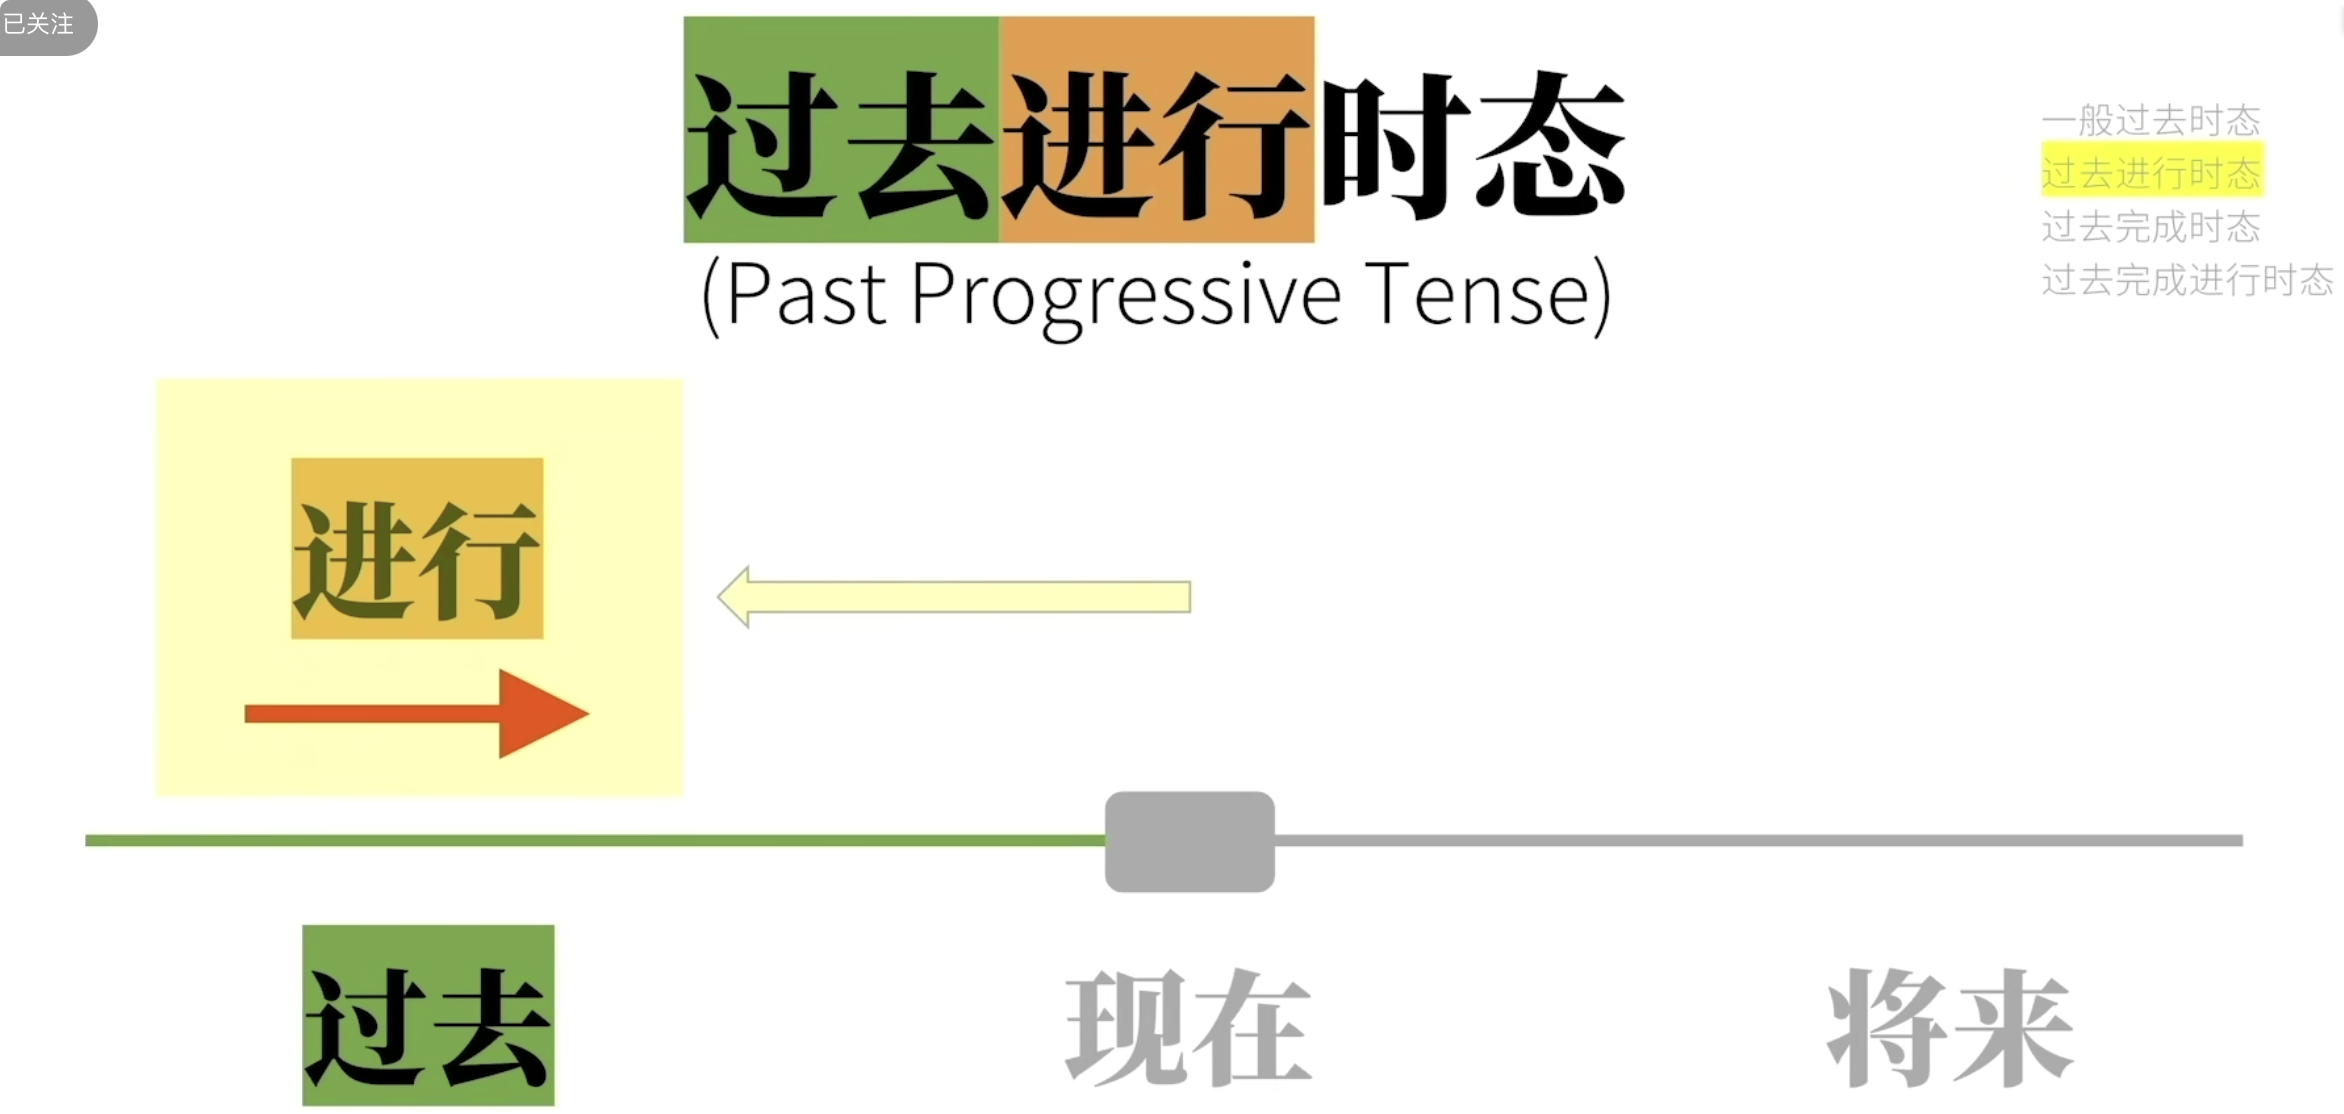 已关注
过去进行时态
(Past Progressive Tense)
一般过去时态
过去进行时态
过去完成时态
过去完成进行时态
进行
过去
现在
将来